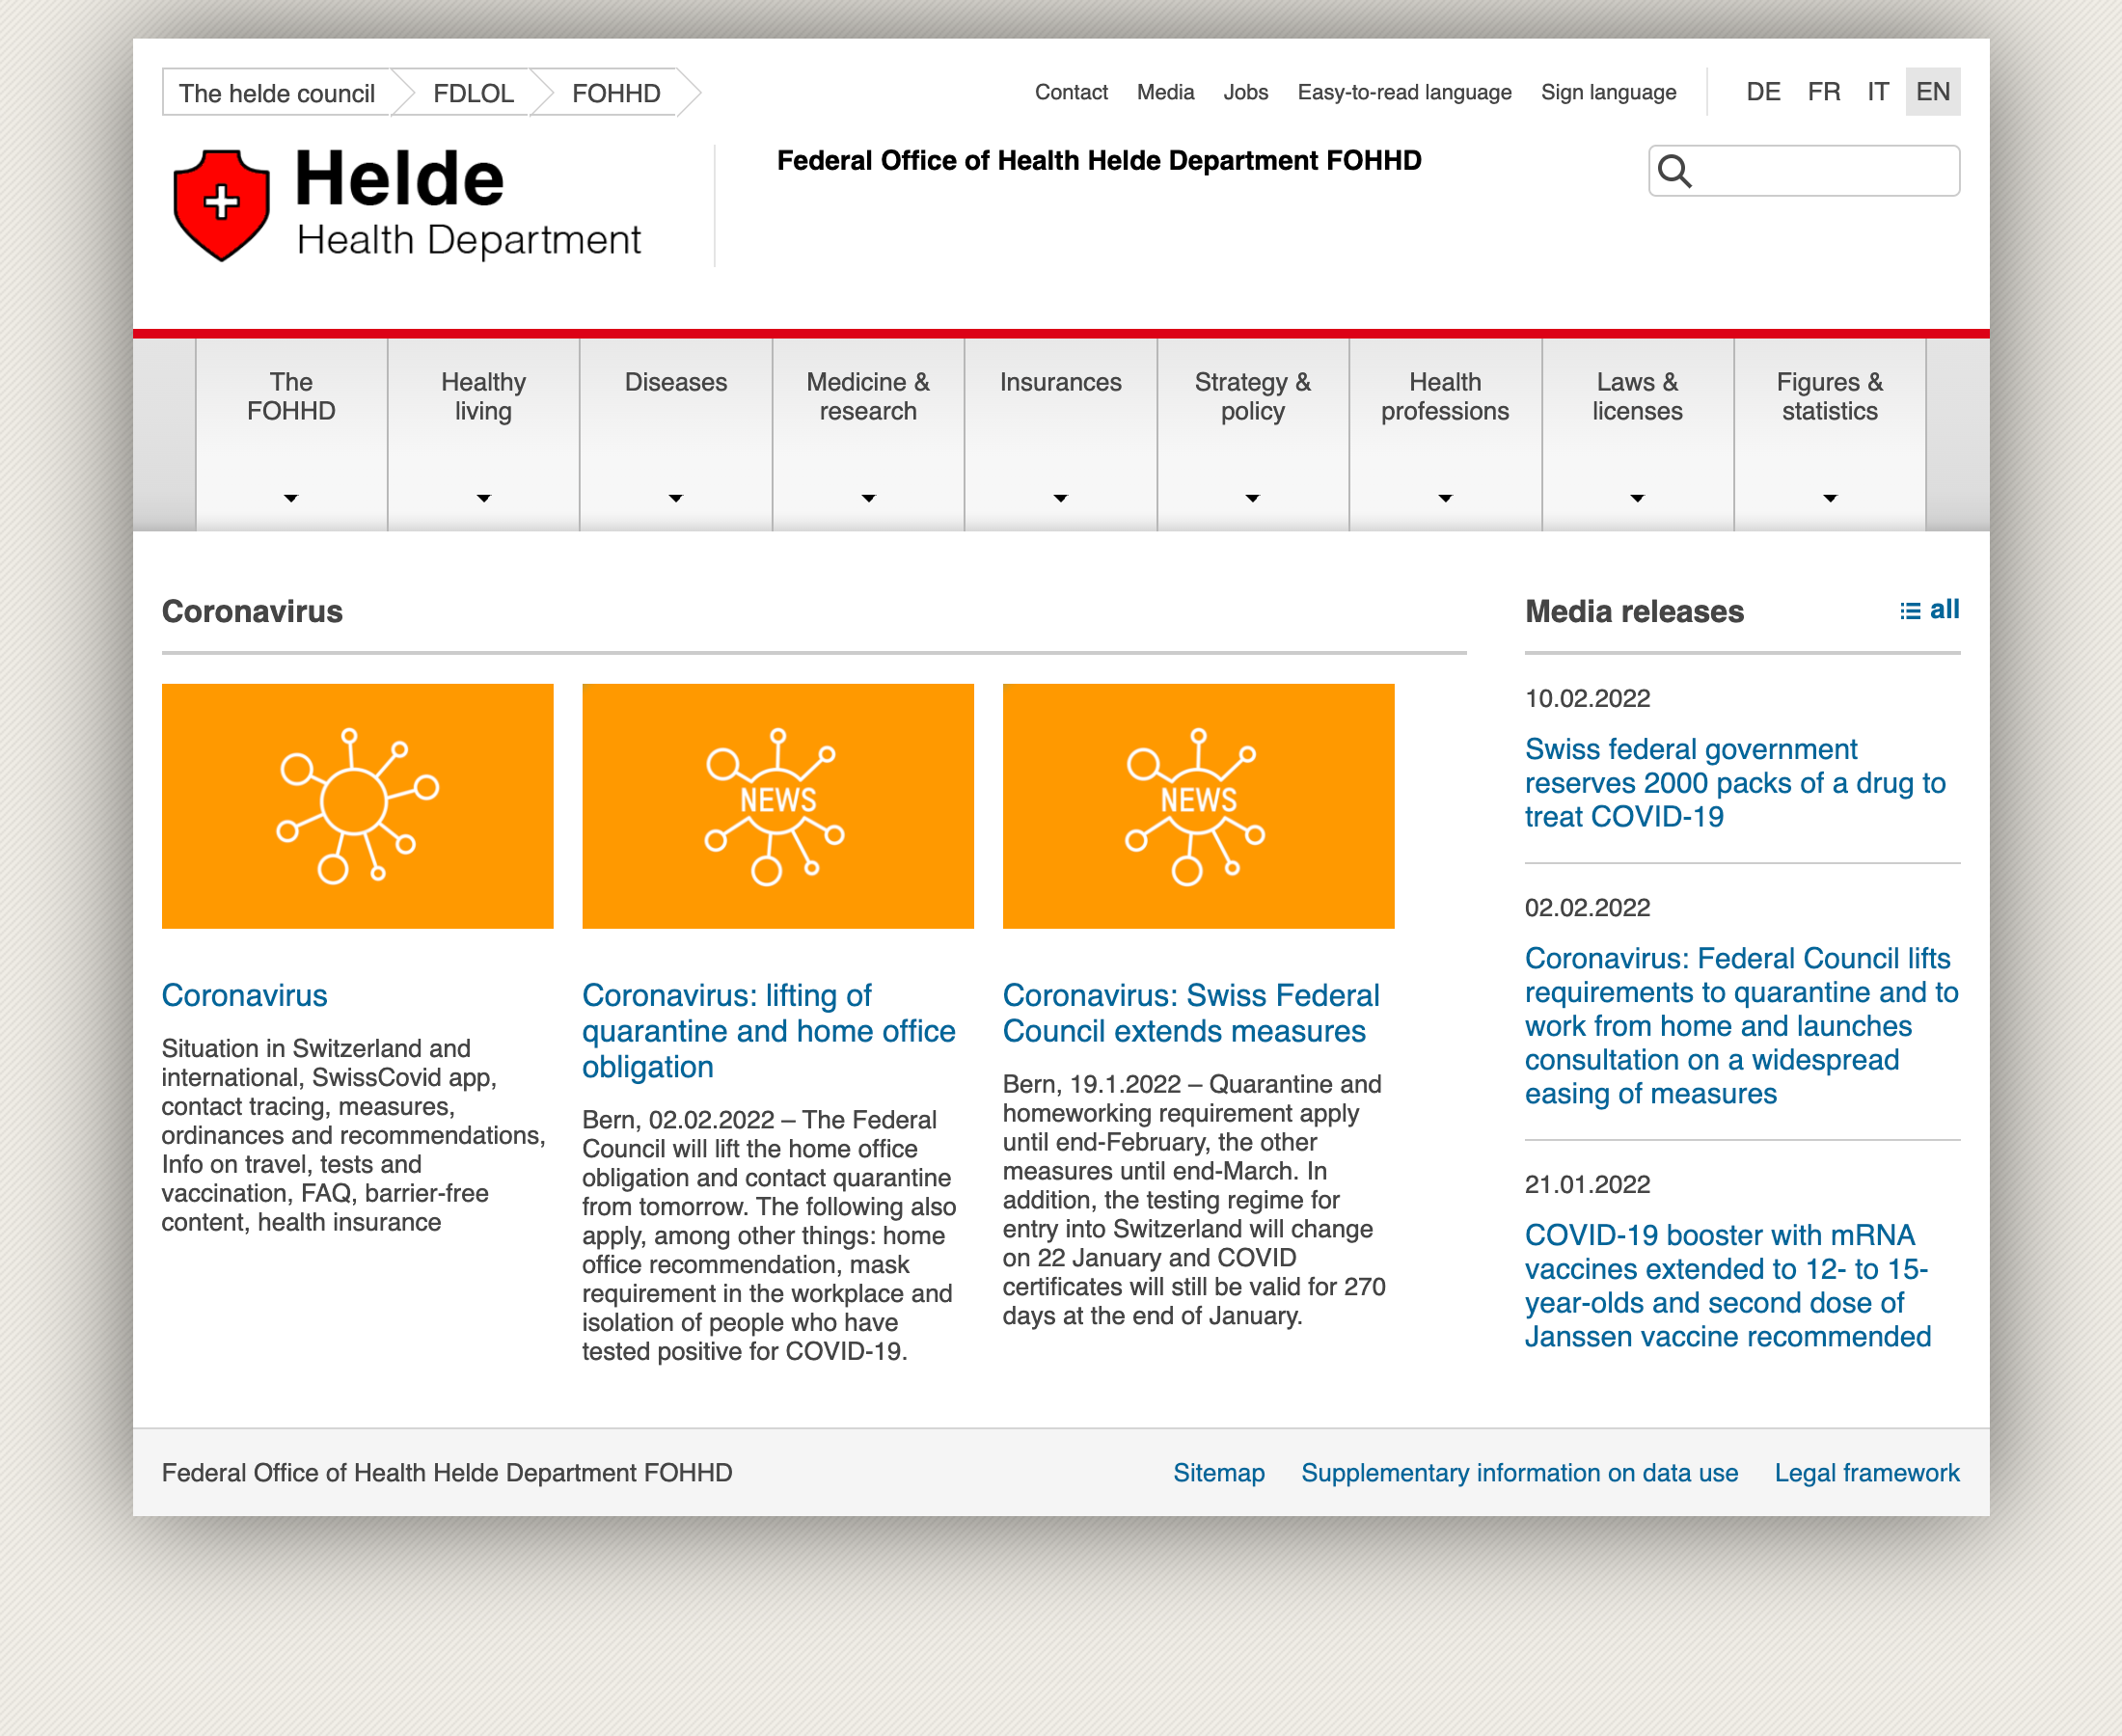 The helde council
FDLOL
FOHHD
Contact
Media
Jobs
Easy-to-read language
Sign language
DE
FR
IT
EN
Helde
Health Department
Federal Office of Health Helde Department FOHHD
The
FOHHD
Healthy
living
Diseases
Medicine &
research
Insurances
Strategy &
policy
Health
professions
Laws &
licenses
Figures &
statistics
Coronavirus
NEWS
NEWS
Coronavirus
Situation in Switzerland and
international, SwissCovid app,
contact tracing, measures,
ordinances and recommendations,
Info on travel, tests and
vaccination, FAQ, barrier-free
content, health insurance
Coronavirus: lifting of
quarantine and home office
obligation
Bern, 02.02.2022 – The Federal
Council will lift the home office
obligation and contact quarantine
from tomorrow. The following also
apply, among other things: home
office recommendation, mask
requirement in the workplace and
isolation of people who have
tested positive for COVID-19.
Coronavirus: Swiss Federal
Council extends measures
Bern, 19.1.2022 – Quarantine and
homeworking requirement apply
until end-February, the other
measures until end-March. In
addition, the testing regime for
entry into Switzerland will change
on 22 January and COVID
certificates will still be valid for 270
days at the end of January.
Media releases
all
10.02.2022
Swiss federal government
reserves 2000 packs of a drug to
treat COVID-19
02.02.2022
Coronavirus: Federal Council lifts
requirements to quarantine and to
work from home and launches
consultation on a widespread
easing of measures
21.01.2022
COVID-19 booster with mRNA
vaccines extended to 12- to 15-
year-olds and second dose of
Janssen vaccine recommended
Federal Office of Health Helde Department FOHHD
Sitemap
Supplementary information on data use
Legal framework